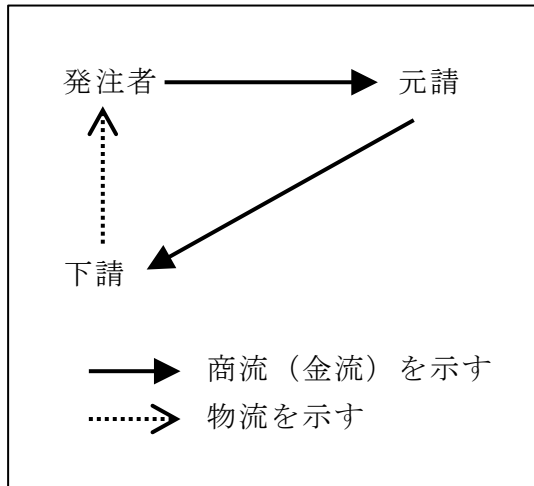 発注者
元請
下請
商流（金流）を示す
物流を示す